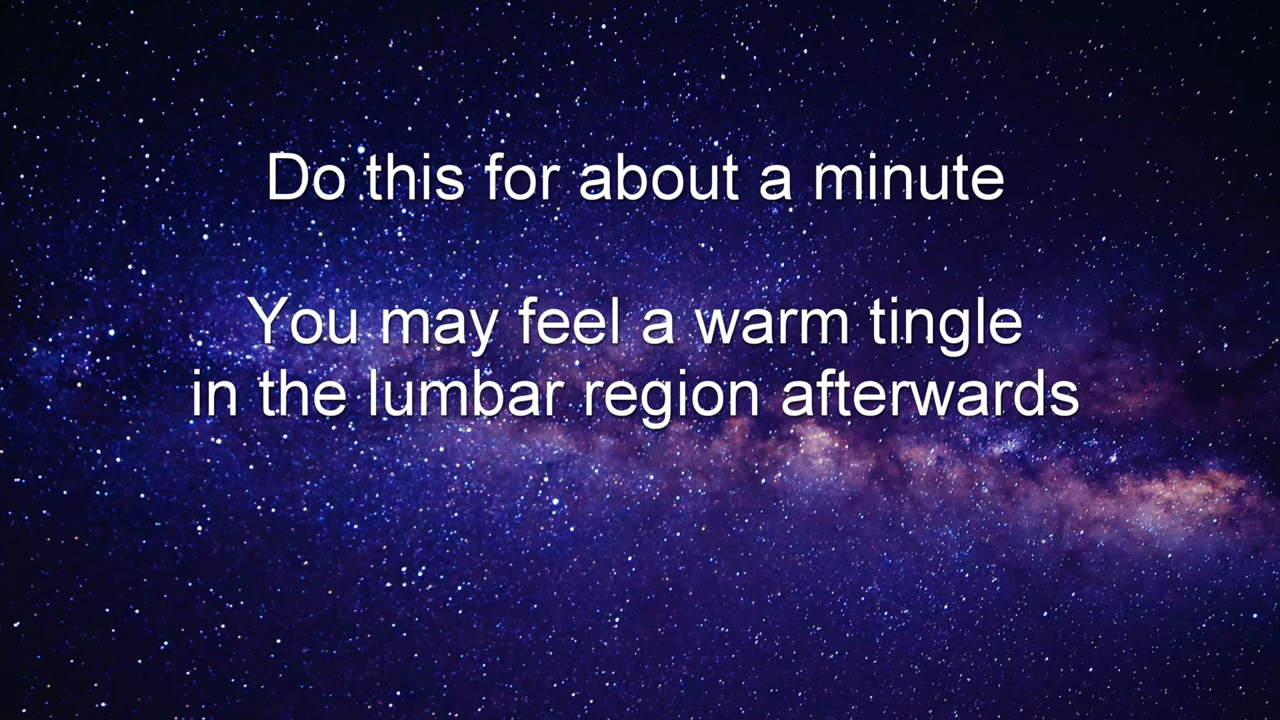 Do this for about a minute
You may feel a warm tingle
in the lumbar region afterwards